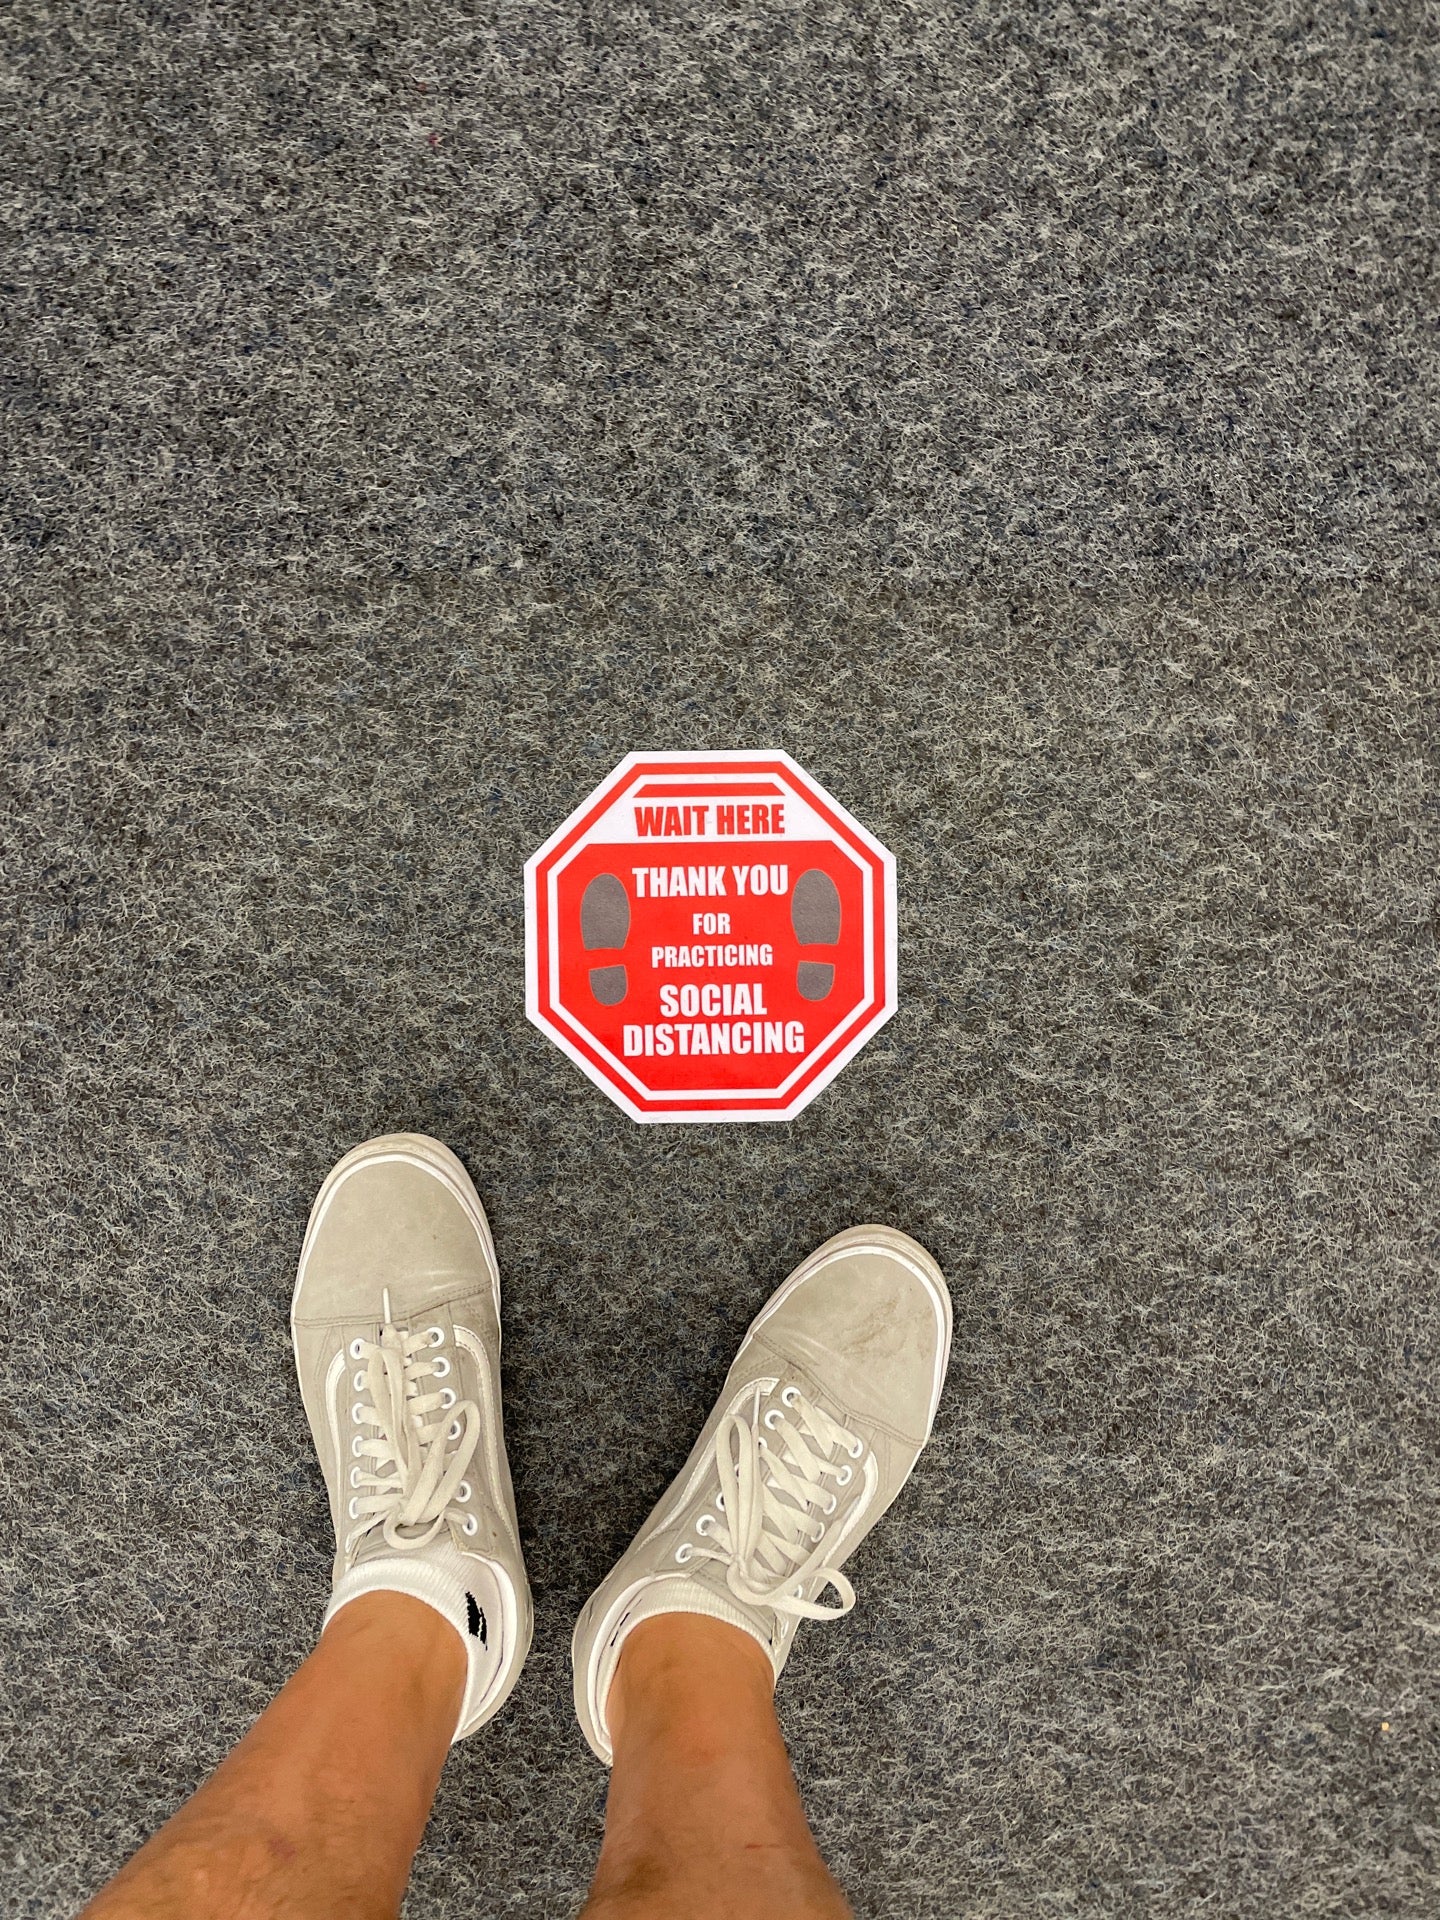 WAIT HERE
THANK YOU
FOR
PRACTICING
SOCIAL
DISTANCING